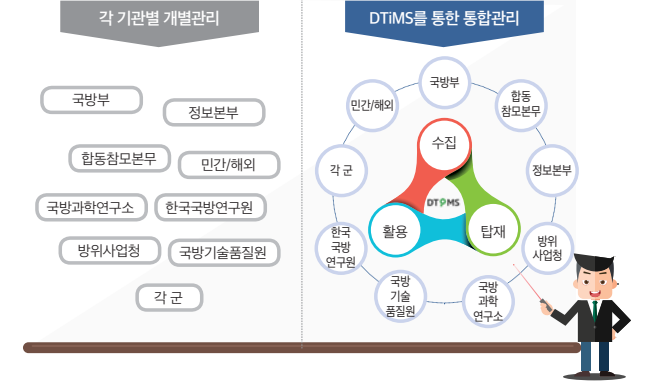 각 기관별 개별관리
국방부
정보본부
합동참모본부
민간/해외
국방과학연구소
한국국방연구원
방위사업청
국방기술품질원
각 군
DTiMS를 통한 통합관리
국방부
민간/해외
합동
참모본무
각 군
정보본부
한국
국방
연구원
방위
사업청
국방
기술
품질원
국방
과학
연구소
수집
활용
탑재
DTiMS